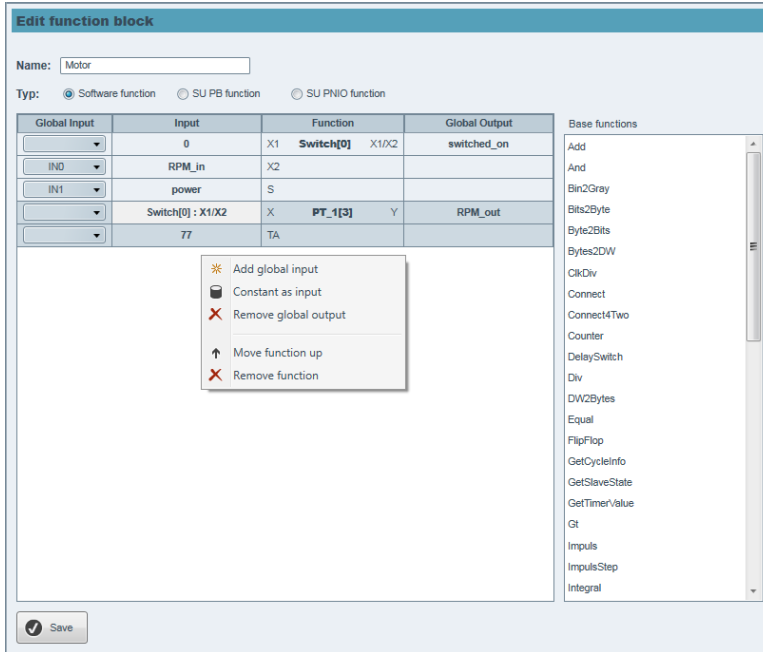 Edit function block
Name: Motor
Typ: Software function SU PB function SU PNIO function
Global Input Input Function Global Output
0 X1 Switch[0] X1/X2 switched_on
IN0 RPM_in X2
IN1 power S
Switch[0] : X1/X2 X PT_1[3] Y RPM_out
77 TA
Add global input
Constant as input
Remove global output
Move function up
Remove function
Base functions
Add
And
Bin2Gray
Bits2Byte
Byte2Bits
Bytes2DW
ClkDiv
Connect
Connect4Two
Counter
DelaySwitch
Div
DW2Bytes
Equal
FlipFlop
GetCycleInfo
GetSlaveState
GetTimerValue
Gt
Impuls
ImpulsStep
Integral
Save